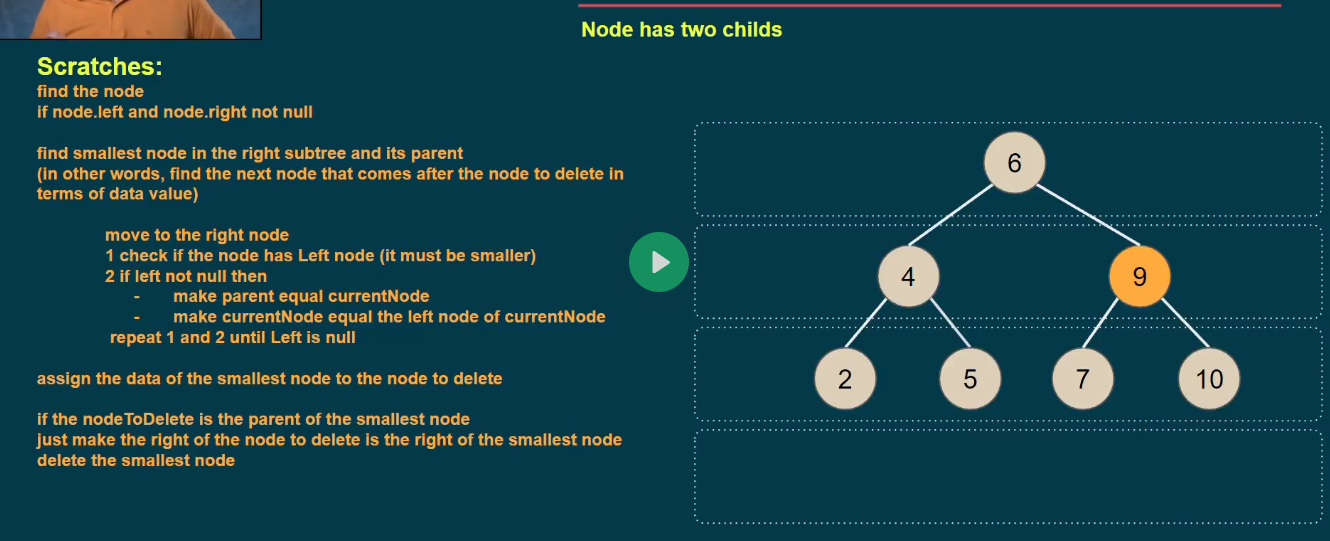 Node has two childs
Scratches:
find the node
if node.left and node.right not null
find smallest node in the right subtree and its parent
(in other words, find the next node that comes after the node to delete in
terms of data value)
move to the right node
1 check if the node has Left node (it must be smaller)
2 if left not null then
- make parent equal currentNode
- make currentNode equal the left node of currentNode
repeat 1 and 2 until Left is null
assign the data of the smallest node to the node to delete
if the nodeToDelete is the parent of the smallest node
just make the right of the node to delete is the right of the smallest node
delete the smallest node
6
4 9
2 5 7 10